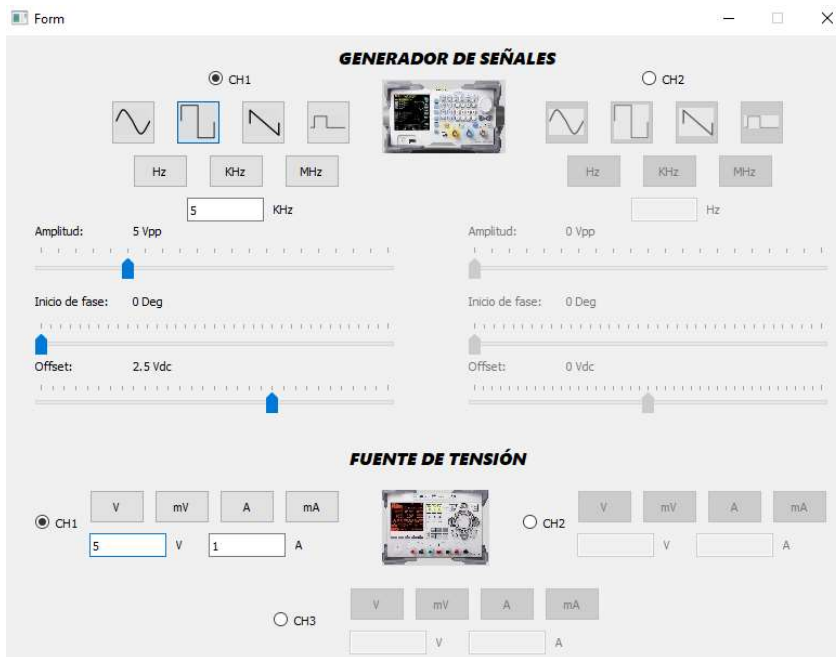 Form
GENERADOR DE SEÑALES
CH1
CH2
Hz KHz MHz
Hz KHz MHz
5 KHz
Hz
Amplitud: 5 Vpp
Amplitud: 0 Vpp
Inicio de fase: 0 Deg
Inicio de fase: 0 Deg
Offset: 2.5 Vdc
Offset: 0 Vdc
FUENTE DE TENSIÓN
V mV A mA
V mV A mA
CH1
CH2
5 V 1 A
V A
V mV A mA
CH3
V A